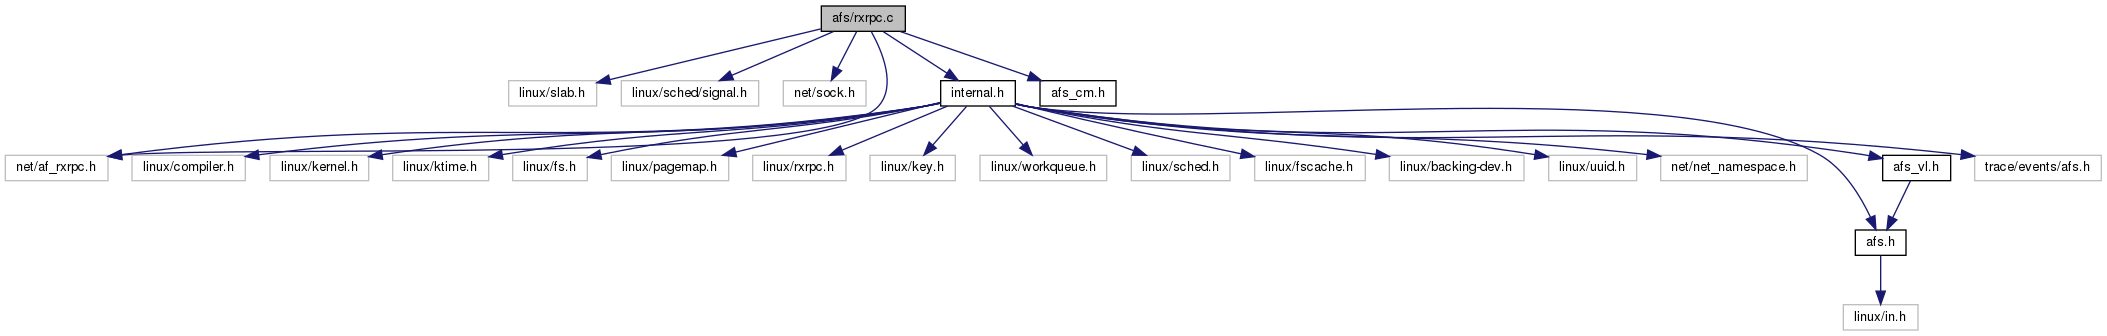 afs/rxrpc.c
linux/slab.h
linux/sched/signal.h
net/sock.h
internal.h
afs_cm.h
net/af_rxrpc.h
linux/compiler.h
linux/kernel.h
linux/ktime.h
linux/fs.h
linux/pagemap.h
linux/rxrpc.h
linux/key.h
linux/workqueue.h
linux/sched.h
linux/fscache.h
linux/backing-dev.h
linux/uuid.h
net/net_namespace.h
afs_vl.h
trace/events/afs.h
afs.h
linux/in.h